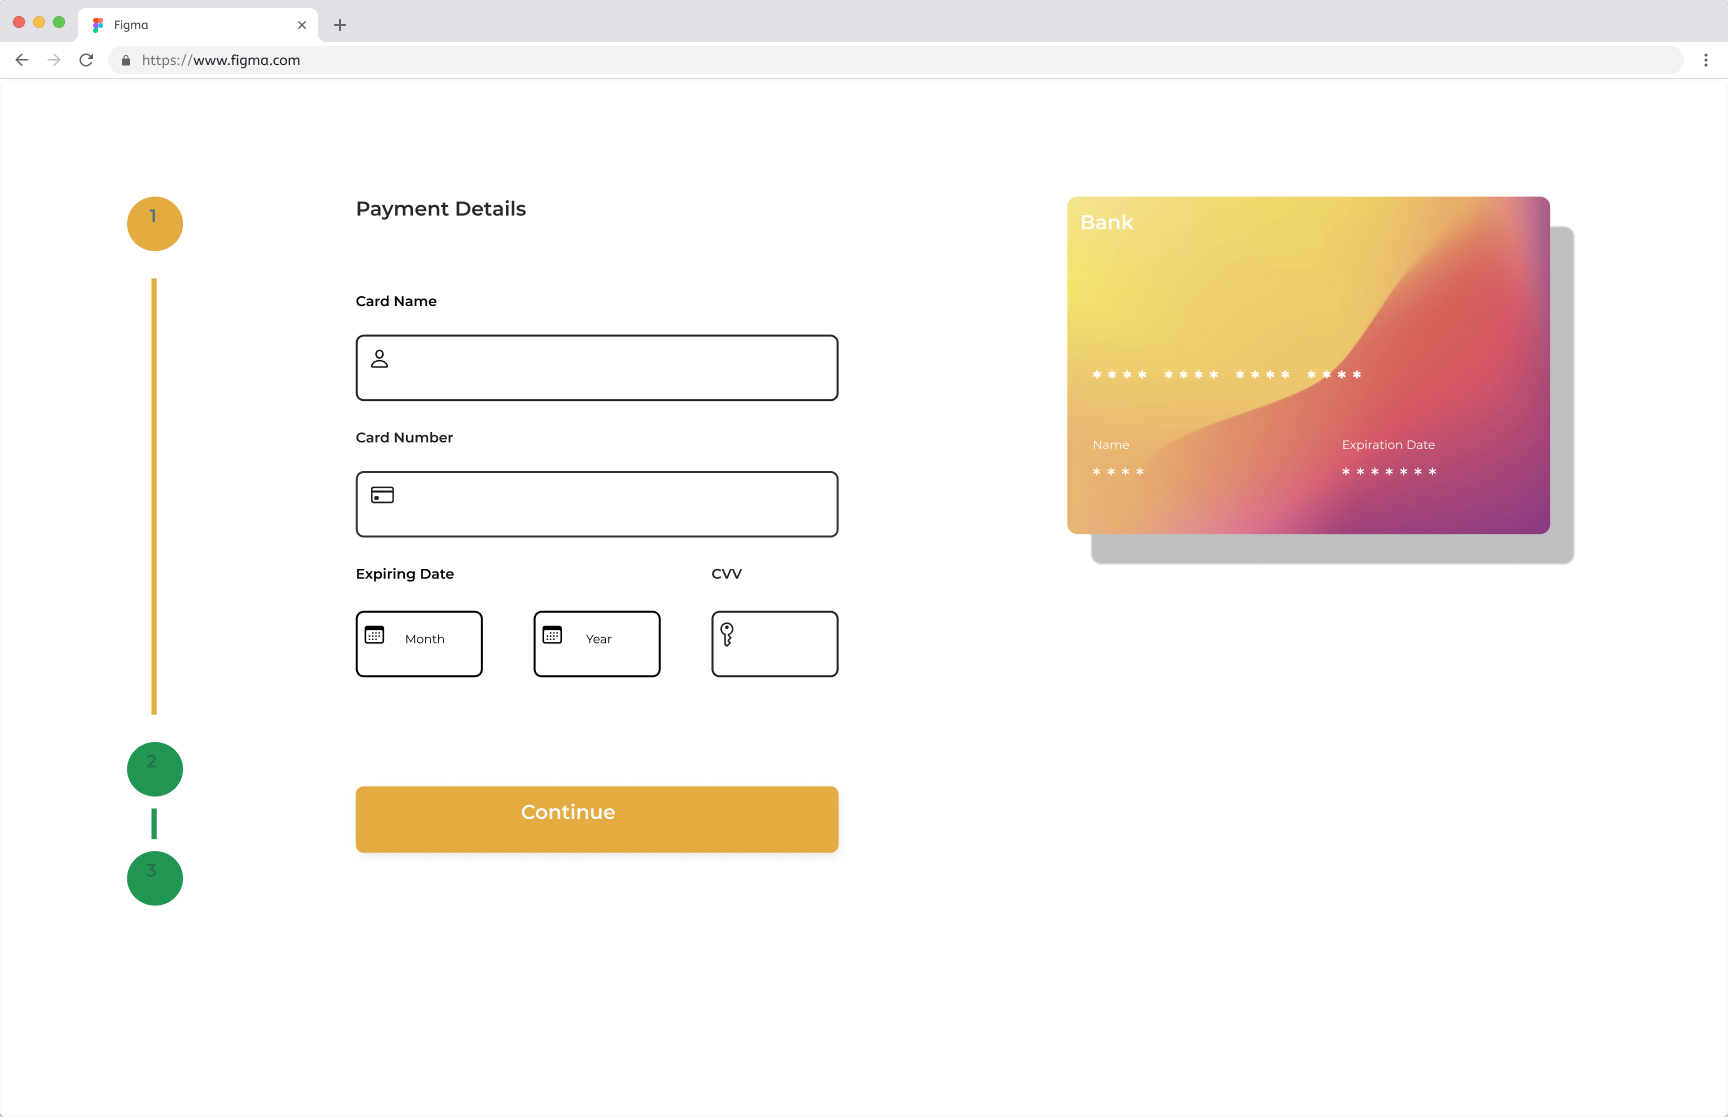 Figma
https://www.figma.com
1
Payment Details
Card Name
Card Number
Expiring Date
CVV
Month
Year
2
Continue
3
Bank
**** **** **** ****
Name
Expiration Date
****
*******